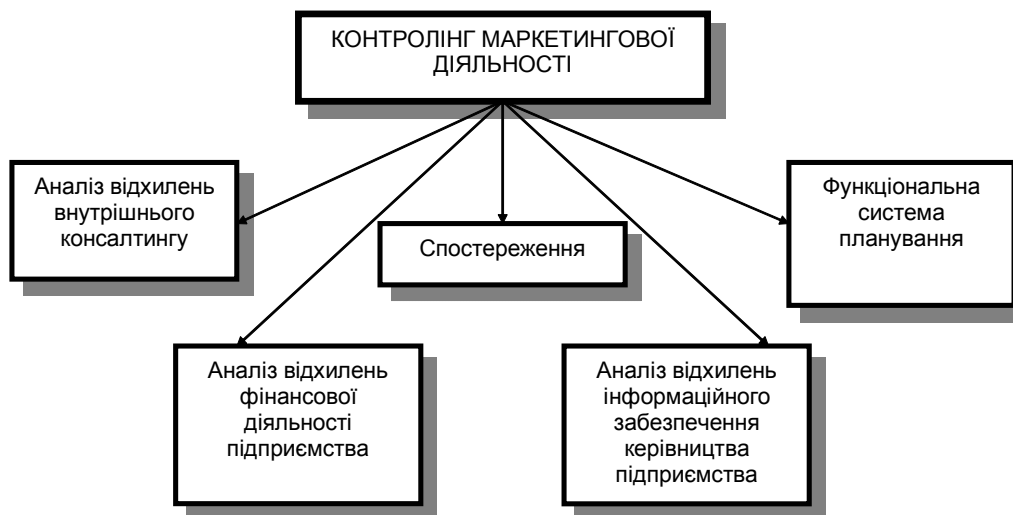 КОНТРОЛІНГ МАРКЕТИНГОВОЇ
ДІЯЛЬНОСТІ
Аналіз відхилень
внутрішнього
консалтингу
Спостереження
Функціональна
система
планування
Аналіз відхилень
фінансової
діяльності
підприємства
Аналіз відхилень
інформаційного
забезпечення
керівництва
підприємства